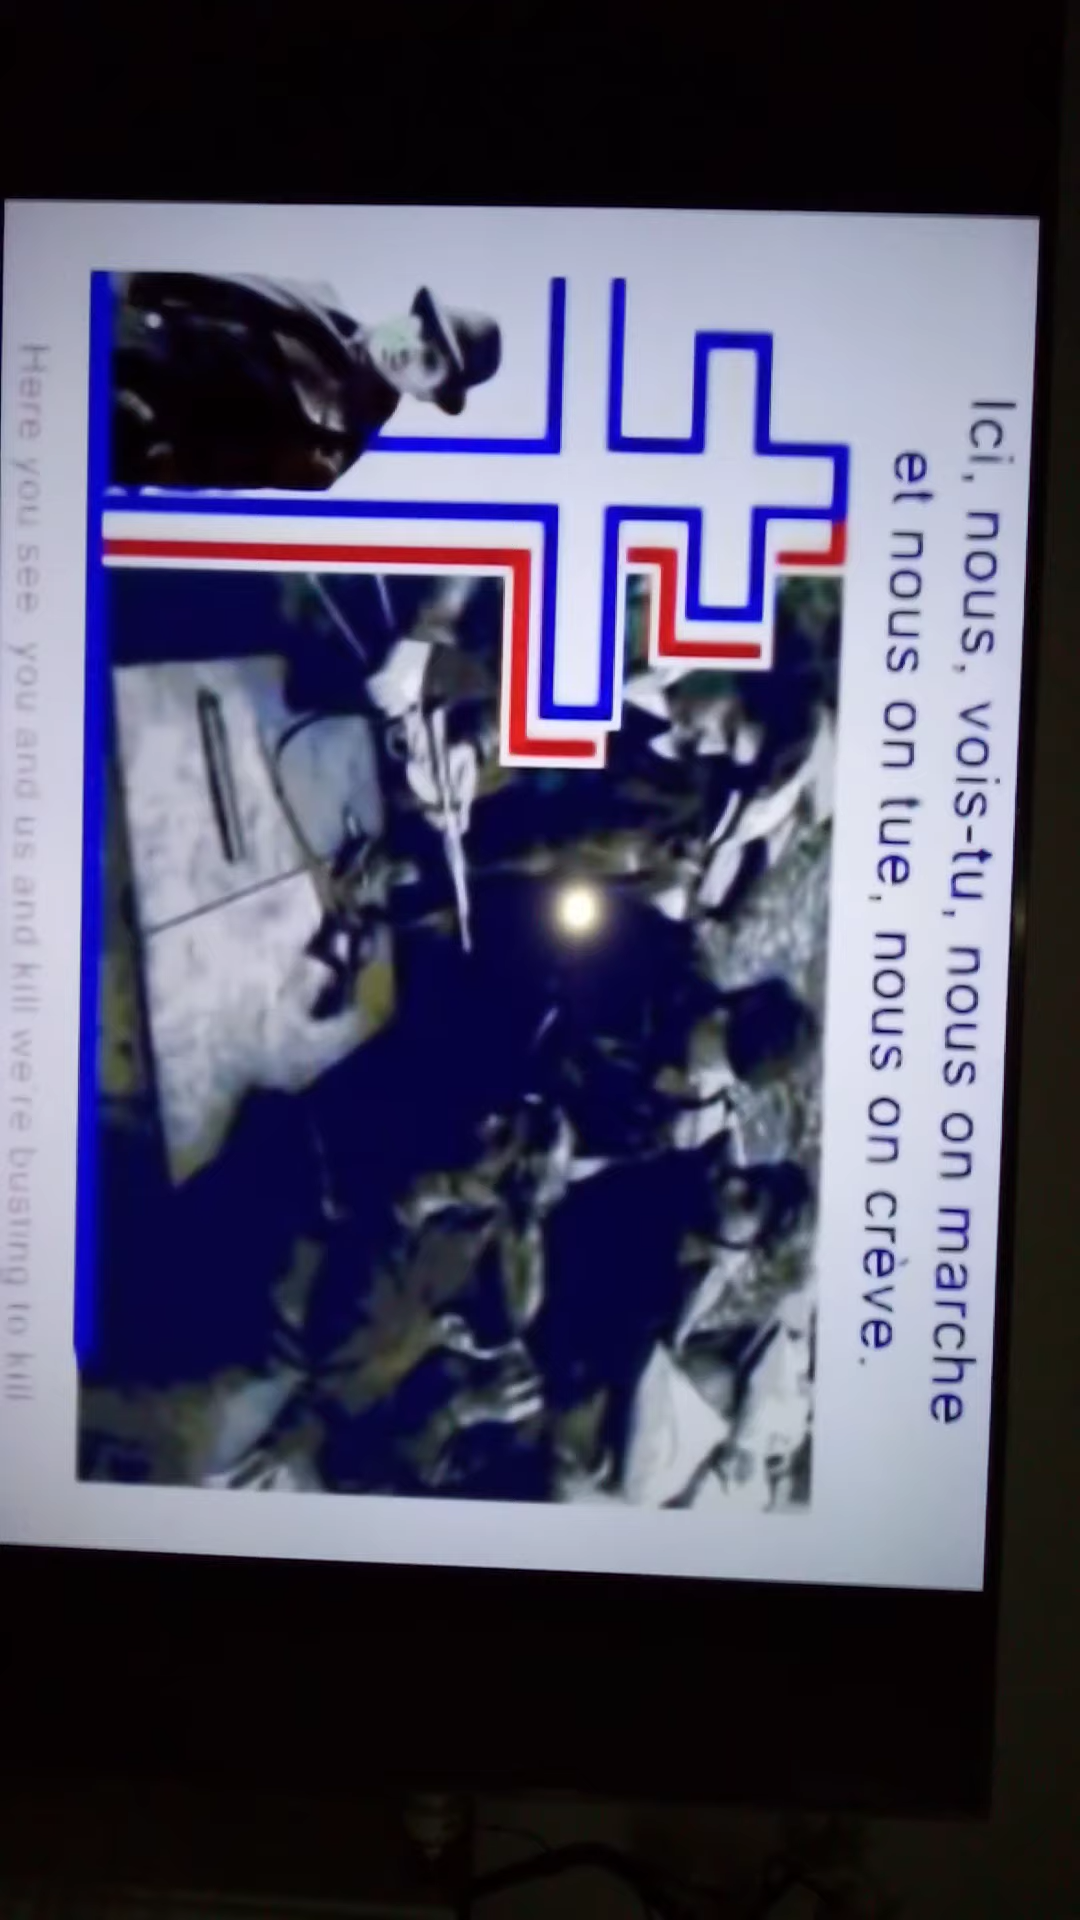 Ici, nous, vois-tu, nous on marche
et nous on tue, nous on crève.
Here you see, you and us and kill we're busting to kill